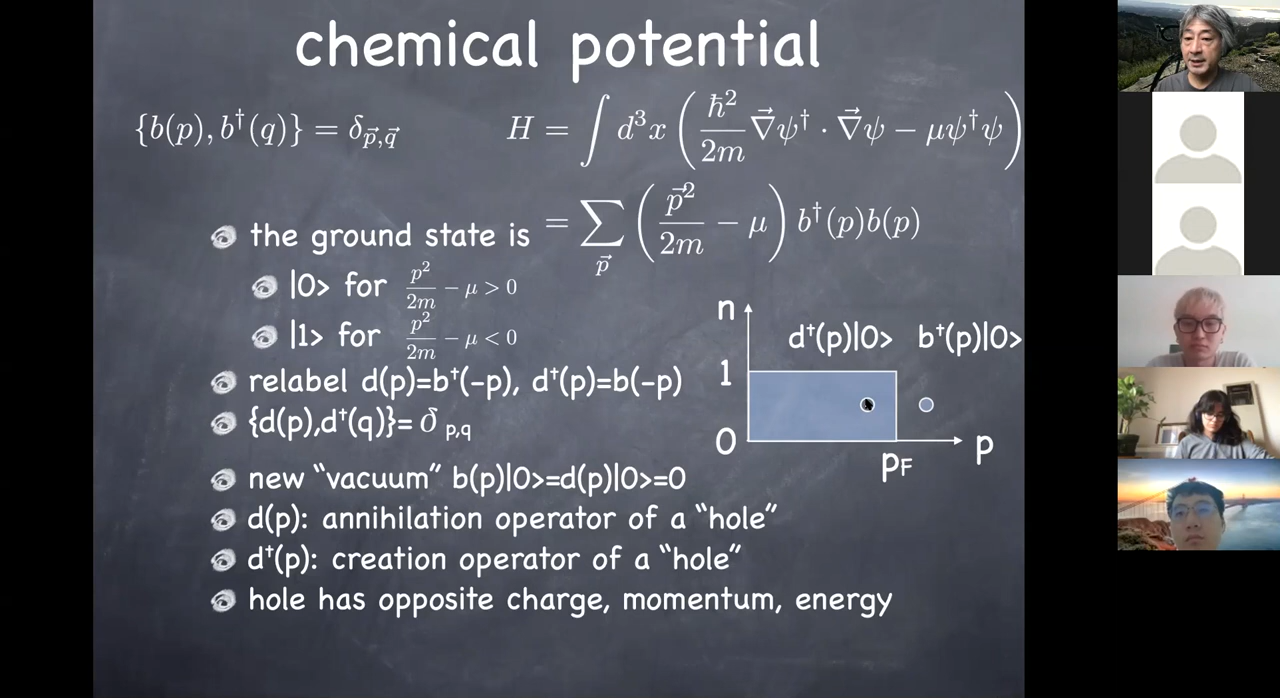 chemical potential
{b(p), b†(q)} = δ_{p⃗,q⃗}
H = ∫ d³x ( ħ²/2m ∇⃗ψ† · ∇⃗ψ − μψ†ψ )
= ∑_{p⃗} ( p⃗²/2m − μ ) b†(p)b(p)
the ground state is
|0> for p²/2m − μ > 0
|1> for p²/2m − μ < 0
relabel d(p)=b†(-p), d†(p)=b(-p)
{d(p),d†(q)}= δ p,q
new “vacuum” b(p)|0>=d(p)|0>=0
d(p): annihilation operator of a “hole”
d†(p): creation operator of a “hole”
hole has opposite charge, momentum, energy
n
d†(p)|0> b†(p)|0>
1
0
pF
p